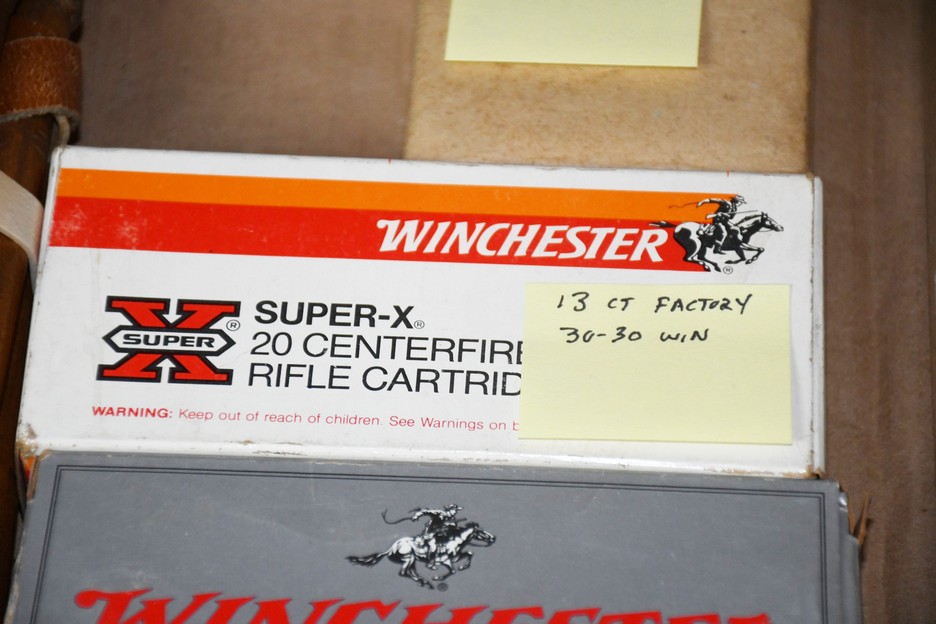 WINCHESTER
®
SUPER
®
SUPER-X®
20 CENTERFIRE
RIFLE CARTRID
WARNING: Keep out of reach of children. See Warnings on b
13 CT FACTORY
30-30 WIN
®
WINCHESTER